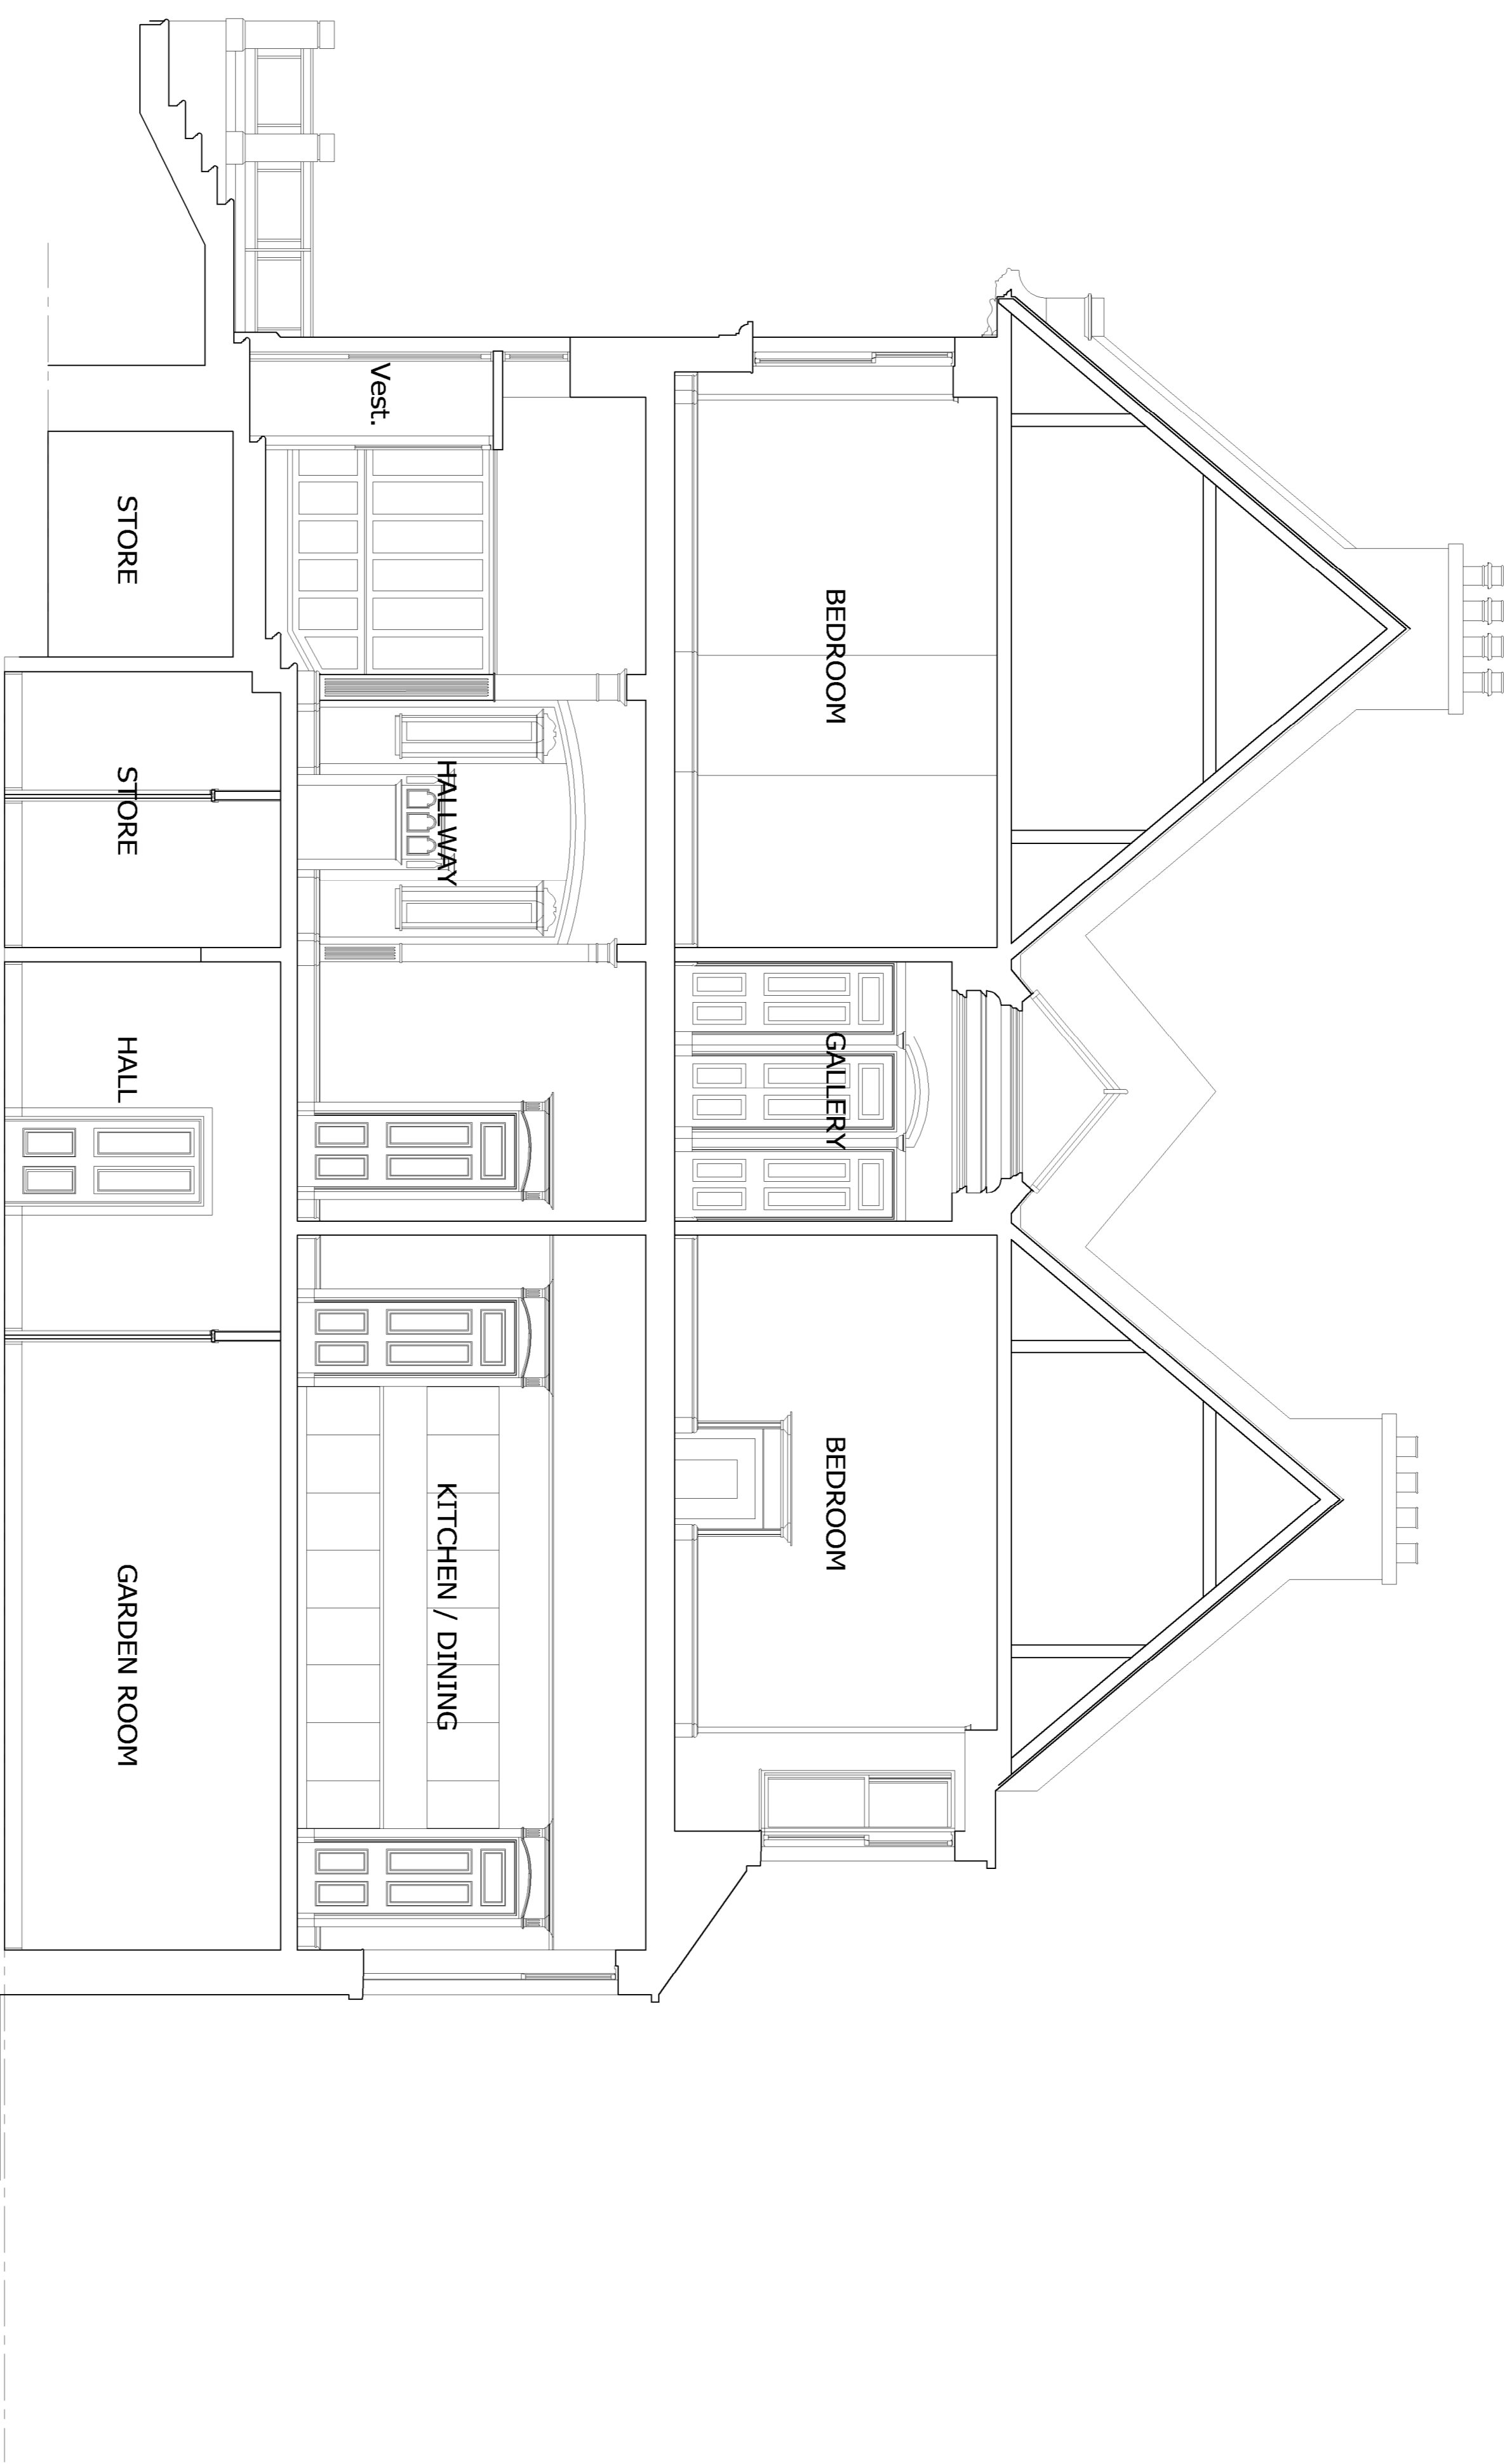 BEDROOM
GALLERY
BEDROOM
Vest.
HALLWAY
KITCHEN / DINING
STORE
STORE
HALL
GARDEN ROOM